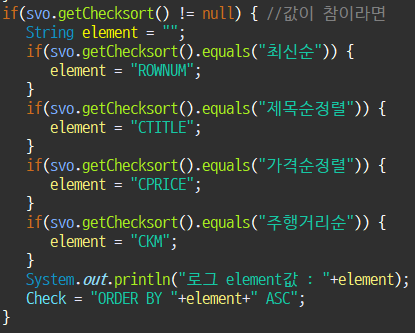 if(svo.getChecksort() != null) { //값이 참이라면
String element = "";
if(svo.getChecksort().equals("최신순")) {
element = "ROWNUM";
}
if(svo.getChecksort().equals("제목순정렬")) {
element = "CTITLE";
}
if(svo.getChecksort().equals("가격순정렬")) {
element = "CPRICE";
}
if(svo.getChecksort().equals("주행거리순")) {
element = "CKM";
}
System.out.println("로그 element값 : "+element);
Check = "ORDER BY "+element+" ASC";
}